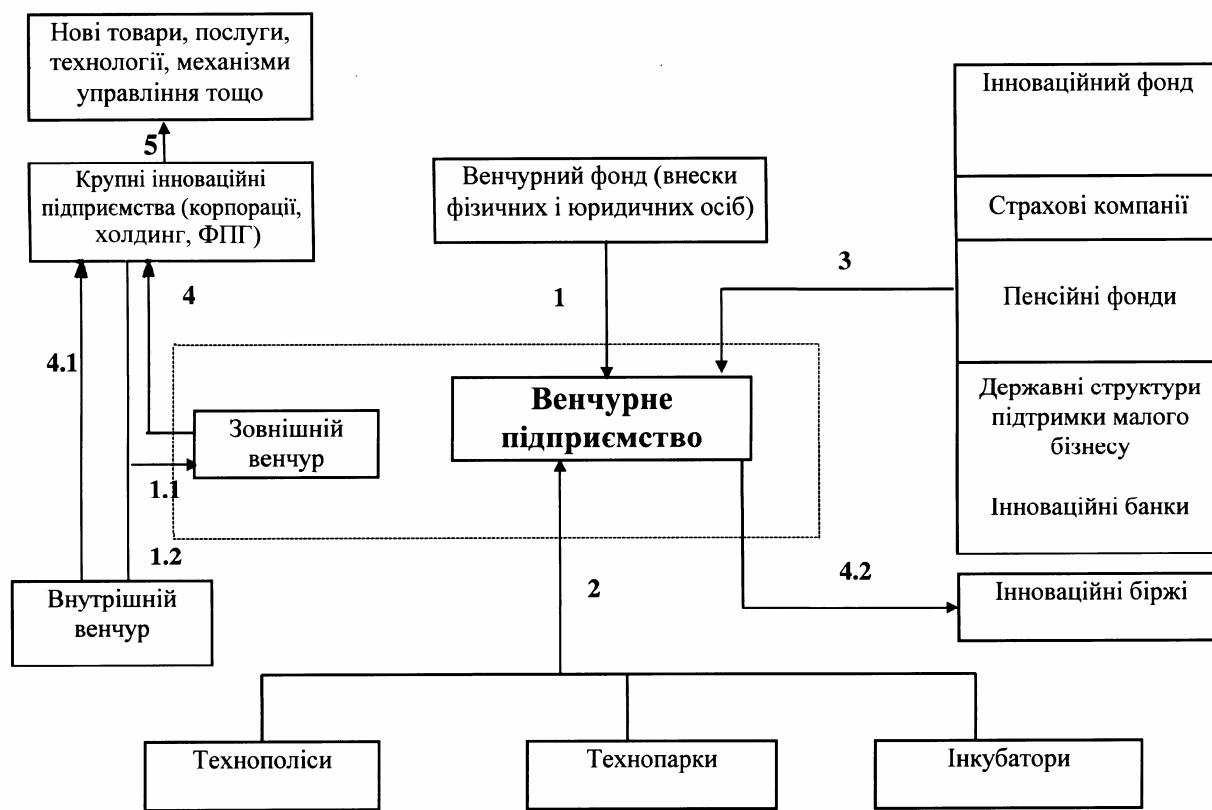 Нові товари, послуги,
технології, механізми
управління тощо
5
Крупні інноваційні
підприємства (корпорації,
холдинг, ФПГ)
Венчурний фонд (внески
фізичних і юридичних осіб)
Інноваційний фонд
Страхові компанії
Пенсійні фонди
Державні структури
підтримки малого
бізнесу
Інноваційні банки
3
1
4
4.1
Венчурне
підприємство
Зовнішній
венчур
1.1
1.2
2
4.2
Інноваційні біржі
Внутрішній
венчур
Технополіси
Технопарки
Інкубатори